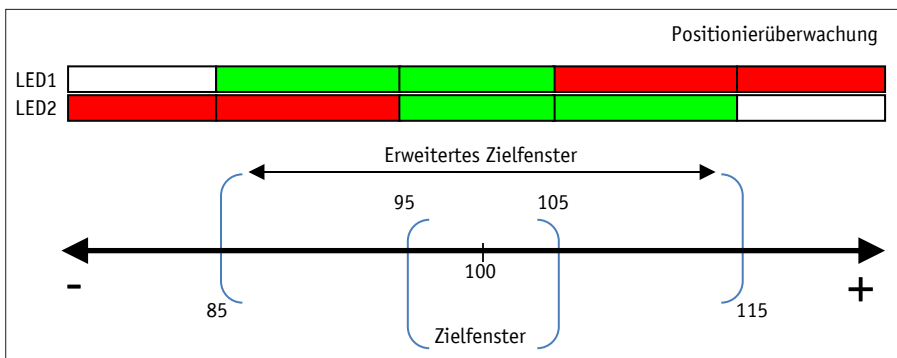 Positionierüberwachung
LED1
LED2
Erweitertes Zielfenster
95 105
100
- +
85 115
Zielfenster